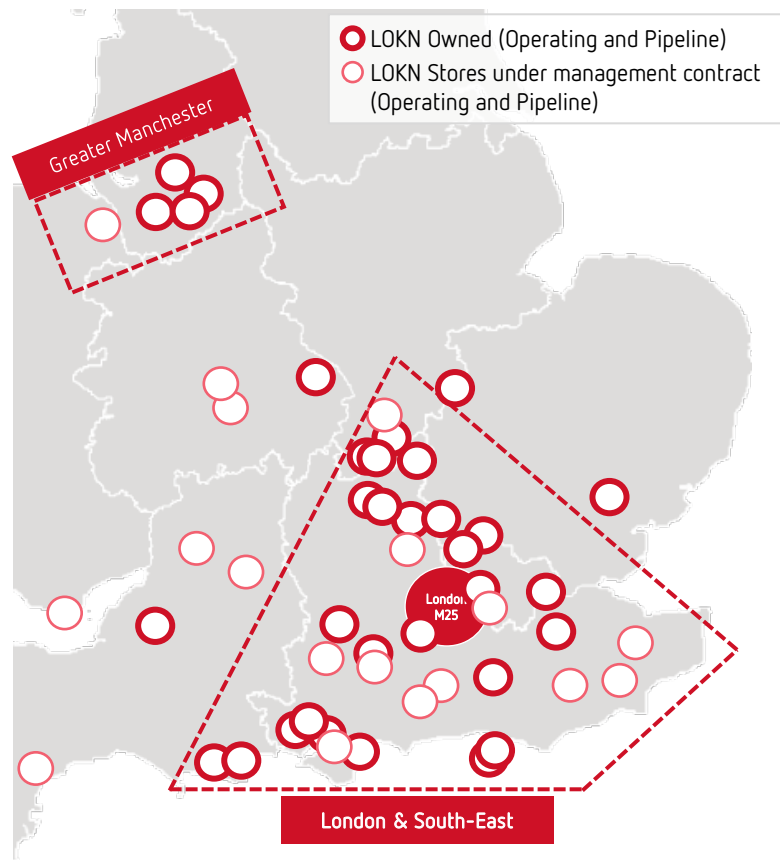 LOKN Owned (Operating and Pipeline)
LOKN Stores under management contract
(Operating and Pipeline)
Greater Manchester
London
M25
London & South-East